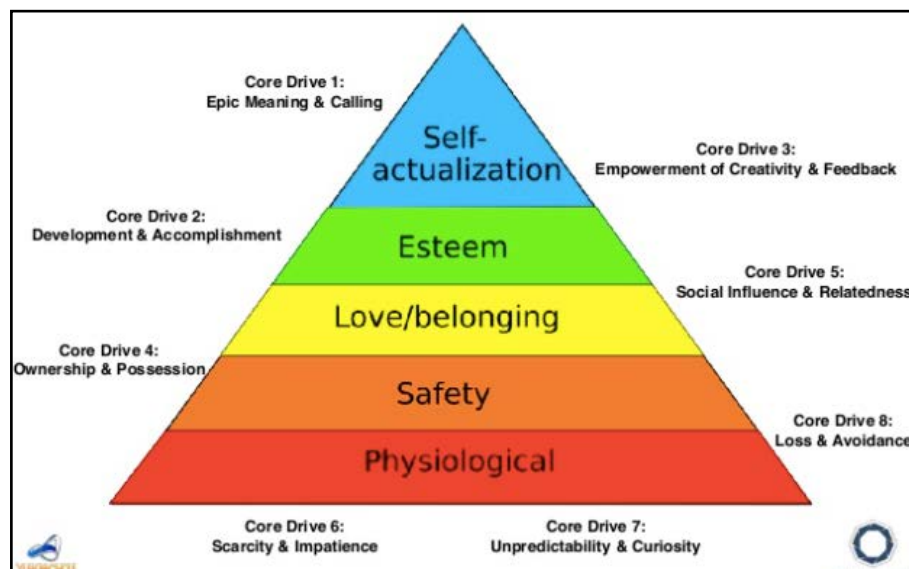 Core Drive 1:
Epic Meaning & Calling
Self-
actualization
Core Drive 3:
Empowerment of Creativity & Feedback
Core Drive 2:
Development & Accomplishment
Esteem
Core Drive 5:
Social Influence & Relatedness
Love/belonging
Core Drive 4:
Ownership & Possession
Safety
Core Drive 8:
Loss & Avoidance
Physiological
Core Drive 6:
Scarcity & Impatience
Core Drive 7:
Unpredictability & Curiosity